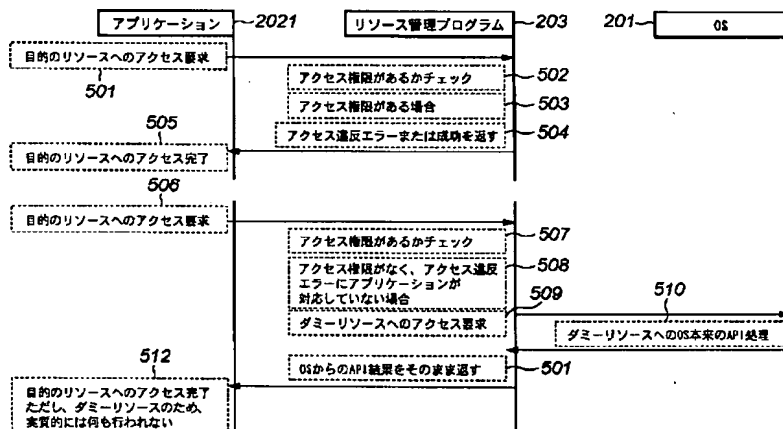 アプリケーション
2021
リソース管理プログラム
203
201
OS
目的のリソースへのアクセス要求
501
アクセス権限があるかチェック
502
アクセス権限がある場合
503
アクセス違反エラーまたは成功を返す
504
505
目的のリソースへのアクセス完了
506
目的のリソースへのアクセス要求
アクセス権限があるかチェック
507
アクセス権限がなく、アクセス違反
エラーにアプリケーションが
対応していない場合
508
509
ダミーリソースへのアクセス要求
510
ダミーリソースへのOS本来のAPI処理
512
OSからのAPI結果をそのまま返す
501
目的のリソースへのアクセス完了
ただし、ダミーリソースのため、
実質的には何も行われない